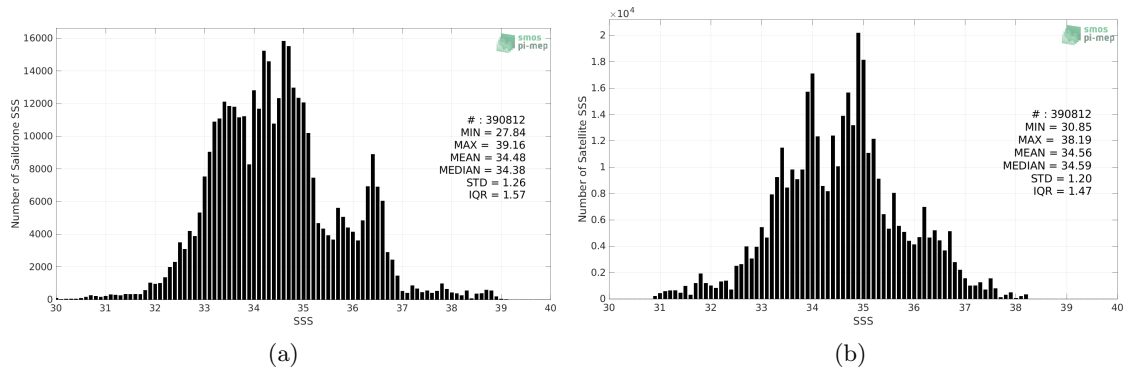 smos
pi-mep
16000
14000
12000
10000
8000
6000
4000
2000
0
Number of Saildrone SSS
# : 390812
MIN = 27.84
MAX = 39.16
MEAN = 34.48
MEDIAN = 34.38
STD = 1.26
IQR = 1.57
30 31 32 33 34 35 36 37 38 39 40
SSS
(a)
×10⁴
smos
pi-mep
2
1.8
1.6
1.4
1.2
1
0.8
0.6
0.4
0.2
0
Number of Satellite SSS
# : 390812
MIN = 30.85
MAX = 38.19
MEAN = 34.56
MEDIAN = 34.59
STD = 1.20
IQR = 1.47
30 31 32 33 34 35 36 37 38 39 40
SSS
(b)